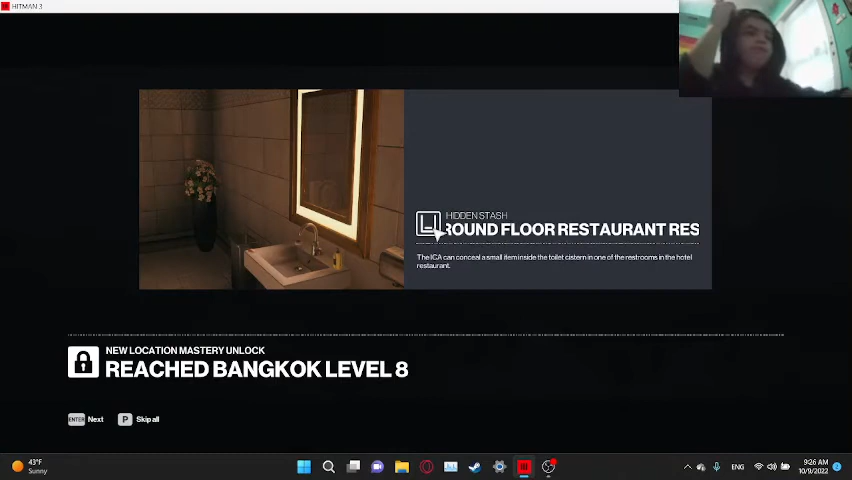 HITMAN 3
HIDDEN STASH
ROUND FLOOR RESTAURANT RES
The ICA can conceal a small item inside the toilet cistern in one of the restrooms in the hotel
restaurant.
NEW LOCATION MASTERY UNLOCK
REACHED BANGKOK LEVEL 8
ENTER Next P Skip all
43°F
Sunny
ENG
9:26 AM
10/9/2022
2